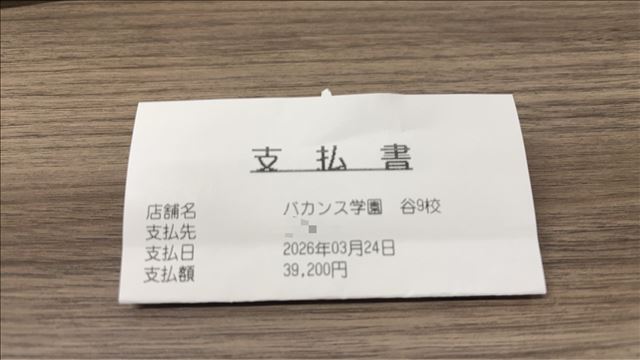 支 払 書
店舗名 バカンス学園 谷9校
支払先
支払日 2026年03月24日
支払額 39,200円